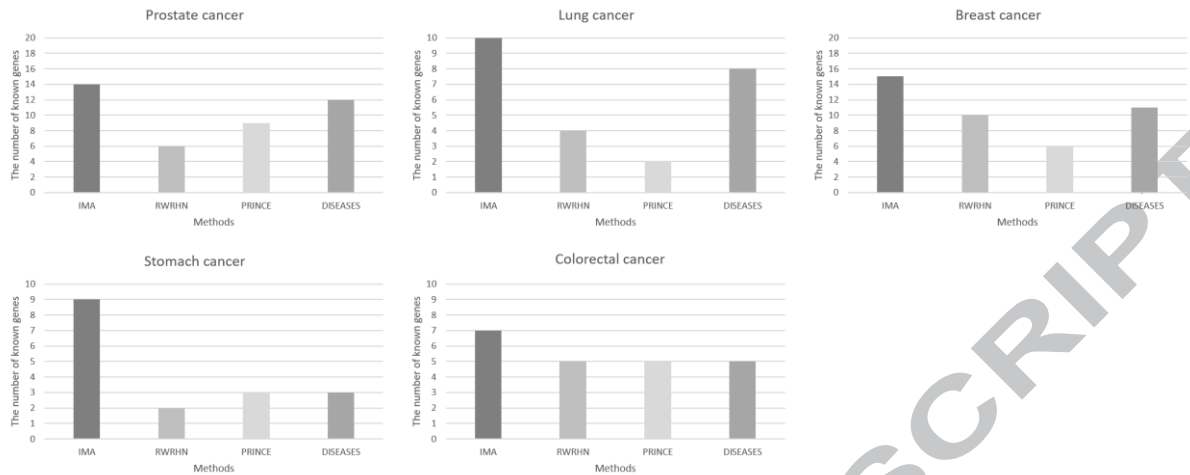 Prostate cancer
The number of known genes
20
18
16
14
12
10
8
6
4
2
0
IMA RWRHN PRINCE DISEASES
Methods
Lung cancer
The number of known genes
10
9
8
7
6
5
4
3
2
1
0
IMA RWRHN PRINCE DISEASES
Methods
Breast cancer
The number of known genes
20
18
16
14
12
10
8
6
4
2
0
IMA RWRHN PRINCE DISEASES
Methods
Stomach cancer
The number of known genes
10
9
8
7
6
5
4
3
2
1
0
IMA RWRHN PRINCE DISEASES
Methods
Colorectal cancer
The number of known genes
10
9
8
7
6
5
4
3
2
1
0
IMA RWRHN PRINCE DISEASES
Methods
SCRIPT